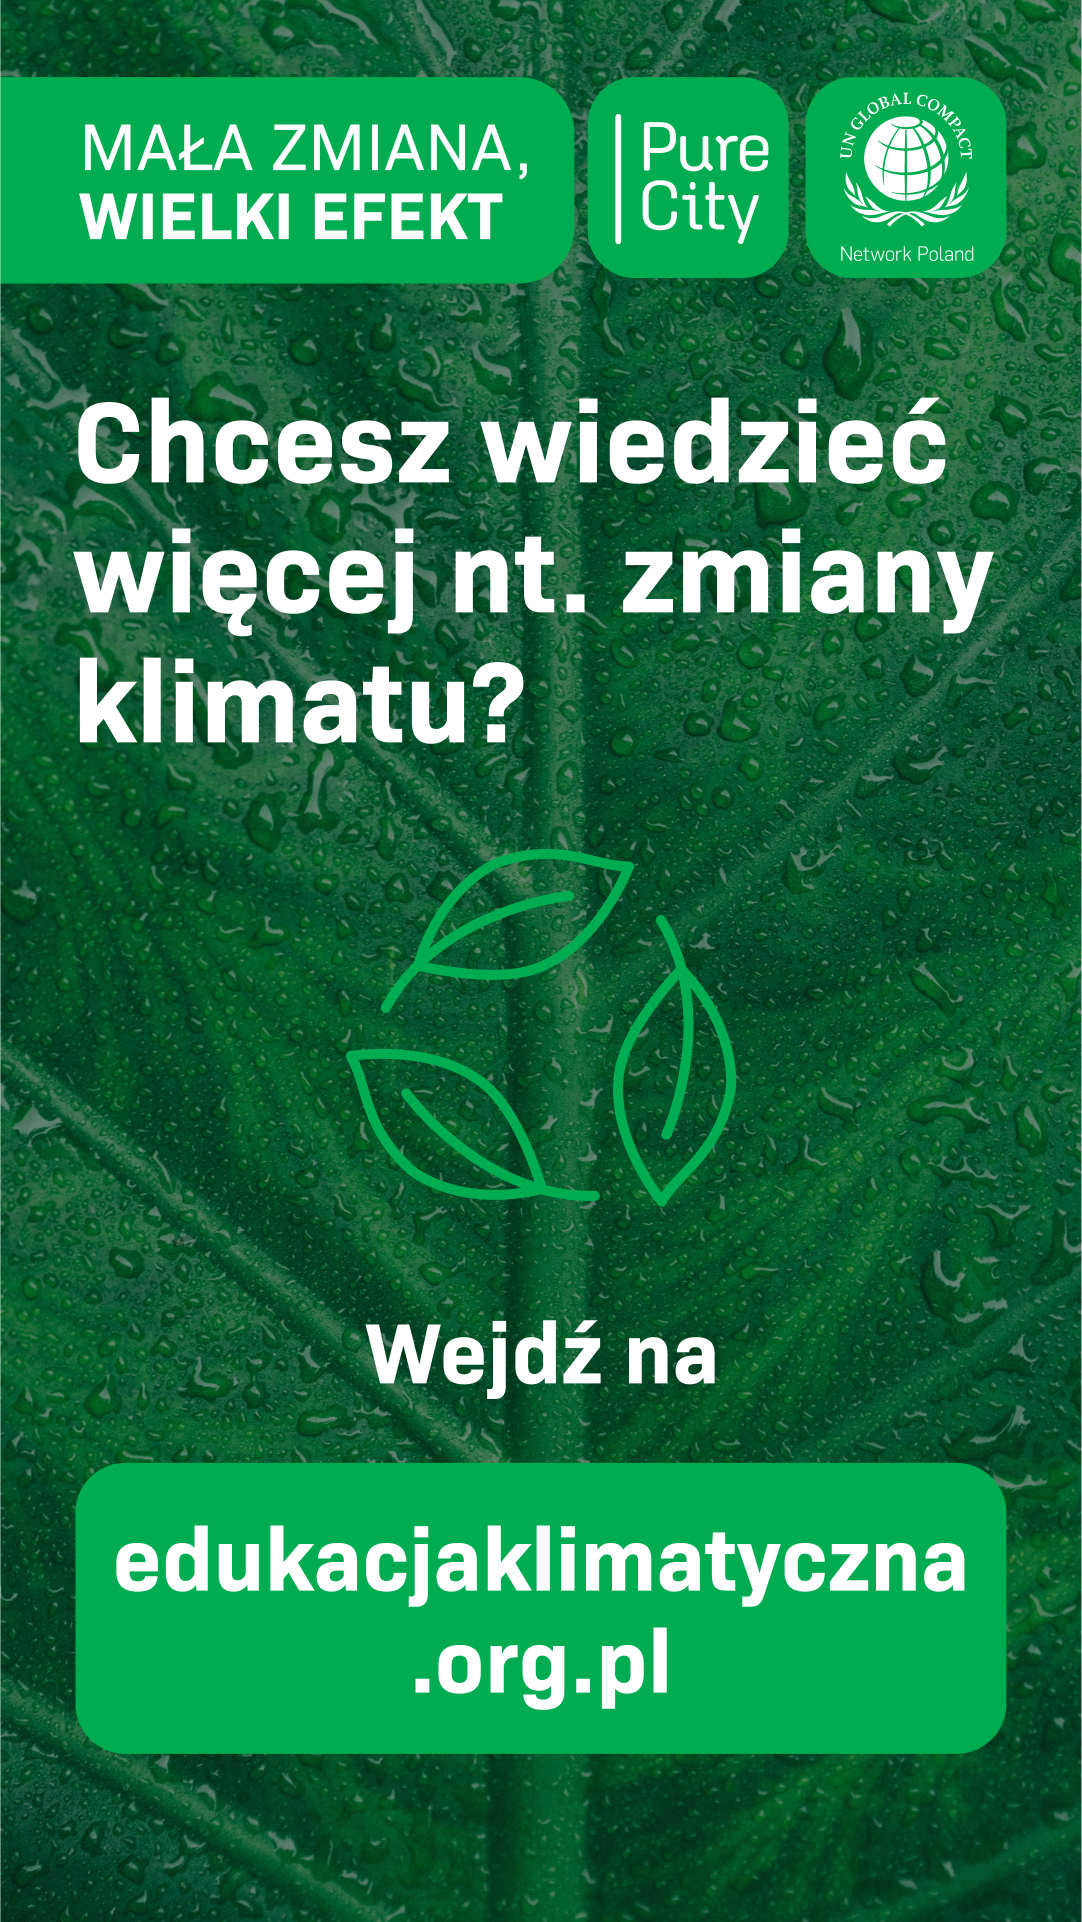 MAŁA ZMIANA,
WIELKI EFEKT
Pure
City
UN GLOBAL COMPACT
Network Poland
Chcesz wiedzieć
więcej nt. zmiany
klimatu?
Wejdź na
edukacjaklimatyczna
.org.pl